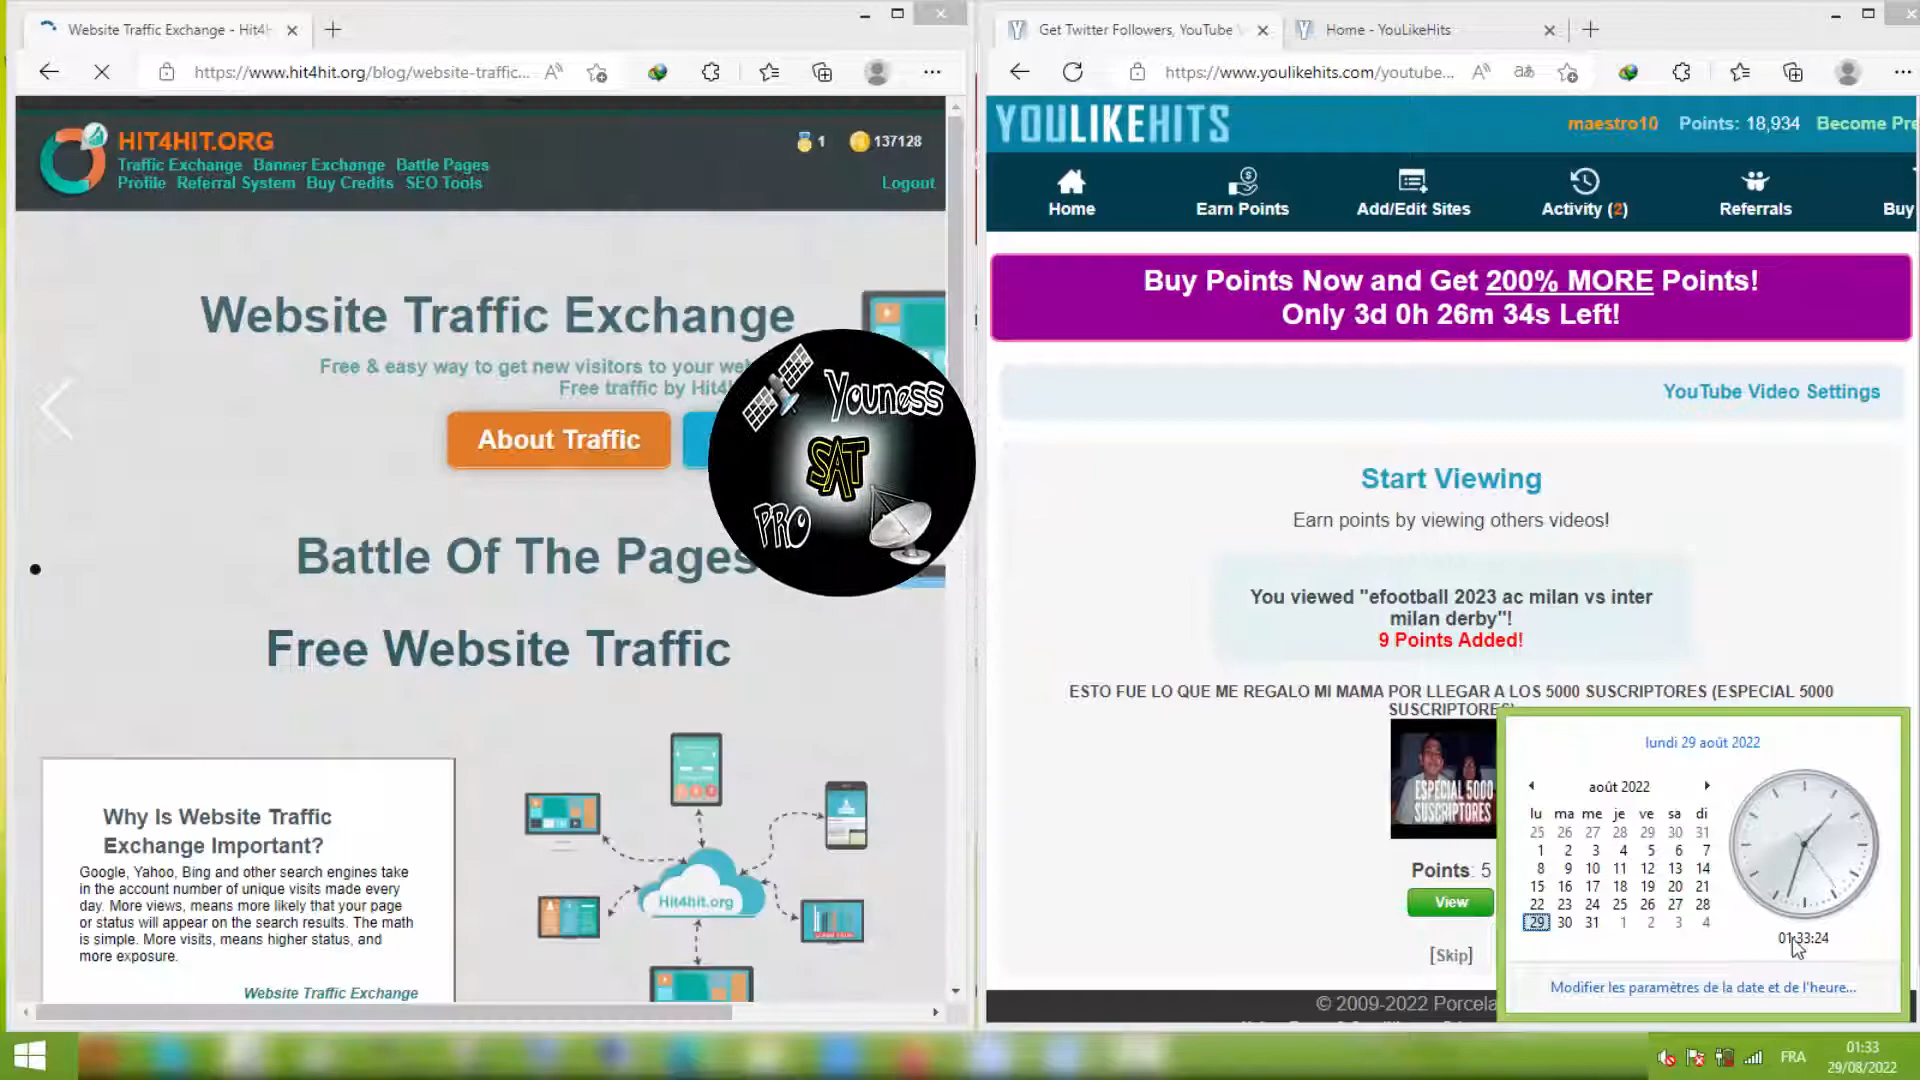 Website Traffic Exchange - Hit4H
https://www.hit4hit.org/blog/website-traffic...
HIT4HIT.ORG
1
137128
Traffic Exchange Banner Exchange Battle Pages
Profile Referral System Buy Credits SEO Tools
Logout
Website Traffic Exchange
Free & easy way to get new visitors to your we
Free traffic by Hit4
About Traffic
Battle Of The Pages
Free Website Traffic
Why Is Website Traffic
Exchange Important?
Google, Yahoo, Bing and other search engines take
in the account number of unique visits made every
day. More views, means more likely that your page
or status will appear on the search results. The math
is simple. More visits, means higher status, and
more exposure.
Website Traffic Exchange
Hit4hit.org
Youness
SAT
PRO
Get Twitter Followers, YouTube
Home - YouLikeHits
https://www.youlikehits.com/youtube...
YOULIKEHITS
maestro10 Points: 18,934 Become Pre
Home
Earn Points
Add/Edit Sites
Activity (2)
Referrals
Buy
Buy Points Now and Get 200% MORE Points!
Only 3d 0h 26m 34s Left!
YouTube Video Settings
Start Viewing
Earn points by viewing others videos!
You viewed "efootball 2023 ac milan vs inter
milan derby"!
9 Points Added!
ESTO FUE LO QUE ME REGALO MI MAMA POR LLEGAR A LOS 5000 SUSCRIPTORES (ESPECIAL 5000
SUSCRIPTORES)
ESPECIAL 5000
SUSCRIPTORES
Points: 5
View
[Skip]
© 2009-2022 Porcela
lundi 29 août 2022
août 2022
lu ma me je ve sa di
25 26 27 28 29 30 31
1 2 3 4 5 6 7
8 9 10 11 12 13 14
15 16 17 18 19 20 21
22 23 24 25 26 27 28
29 30 31 1 2 3 4
01:33:24
Modifier les paramètres de la date et de l'heure...
FRA
01:33
29/08/2022